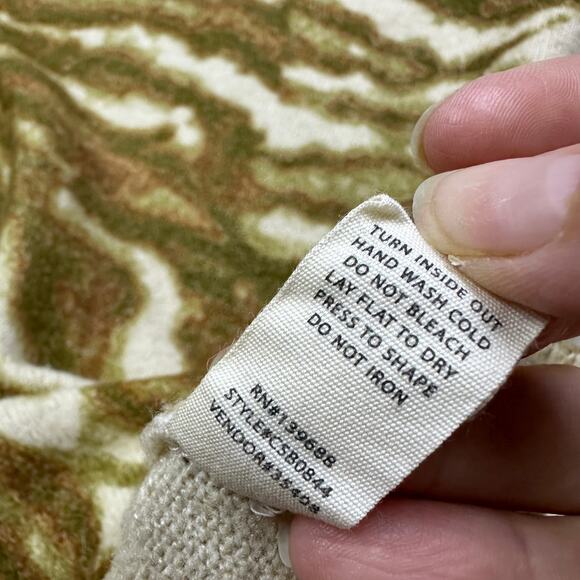 TURN INSIDE OUT
HAND WASH COLD
DO NOT BLEACH
LAY FLAT TO DRY
PRESS TO SHAPE
DO NOT IRON
RN#139688
STYLE#CSB0844